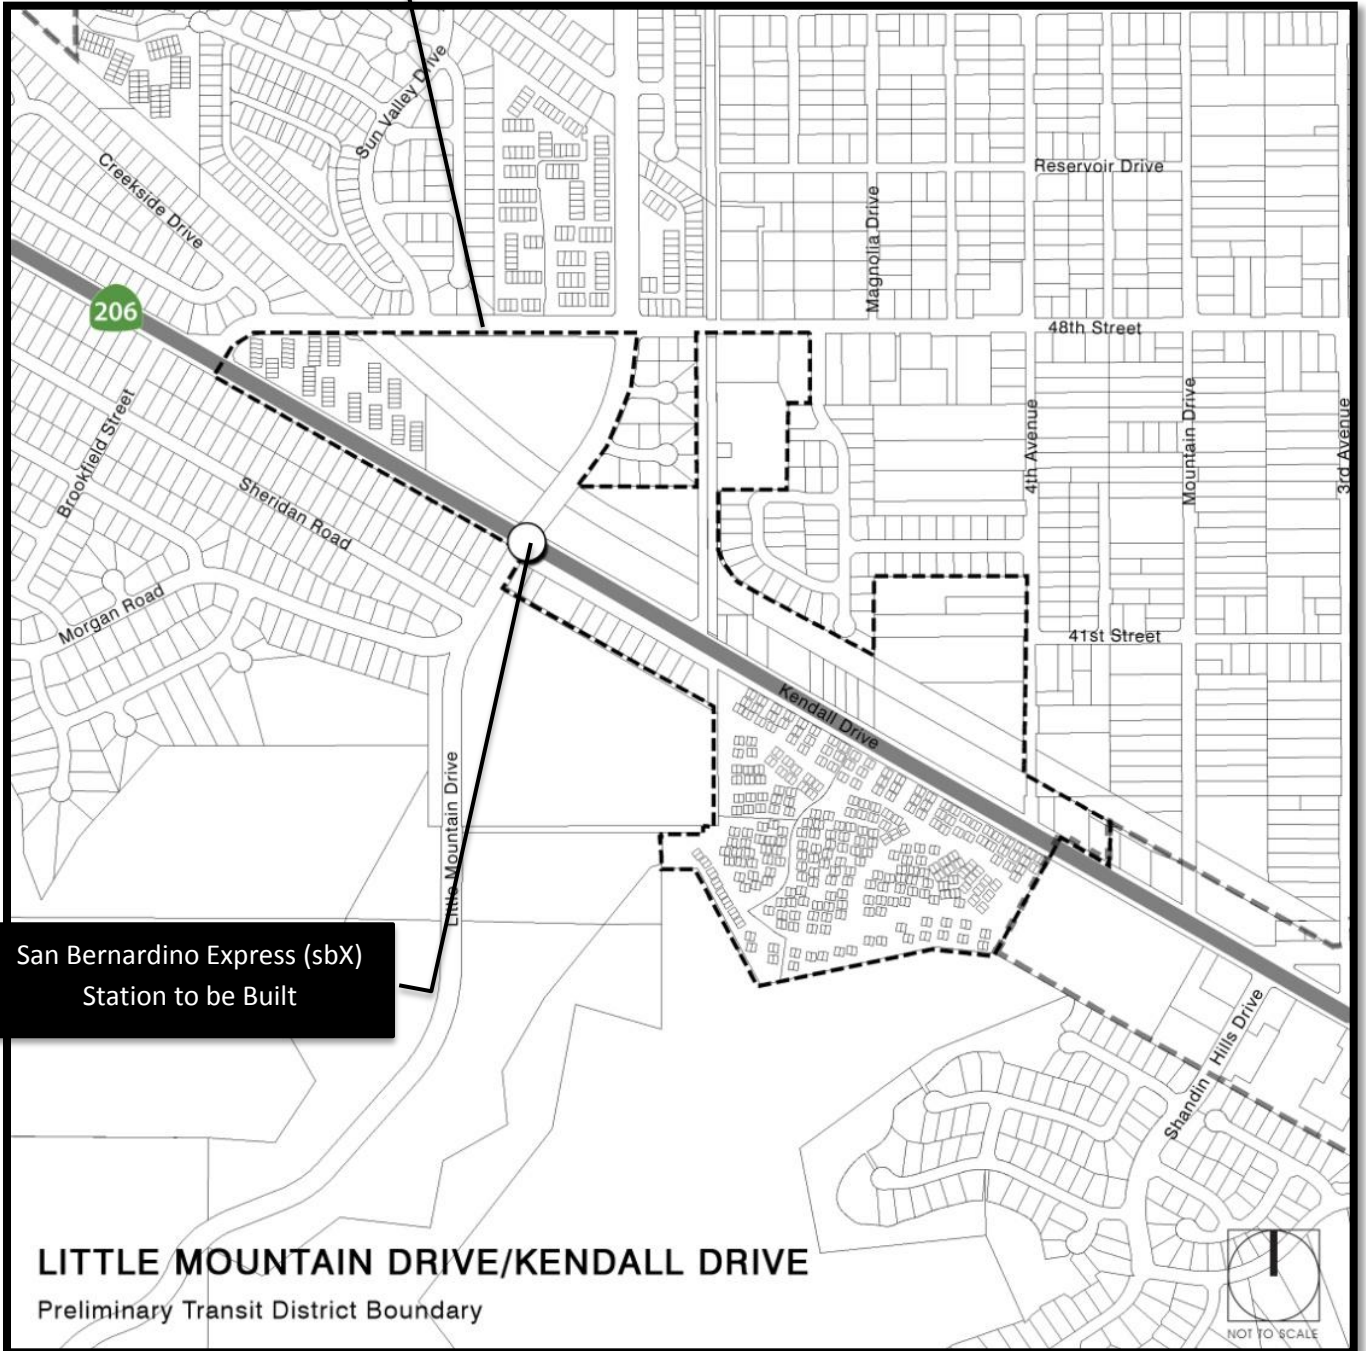 Sun Valley Drive
Creekside Drive
Reservoir Drive
Magnolia Drive
206
48th Street
Brookfield Street
Sheridan Road
4th Avenue
Mountain Drive
3rd Avenue
Morgan Road
41st Street
Kendall Drive
Little Mountain Drive
San Bernardino Express (sbX)
Station to be Built
Shandin Hills Drive
LITTLE MOUNTAIN DRIVE/KENDALL DRIVE
Preliminary Transit District Boundary
NOT TO SCALE